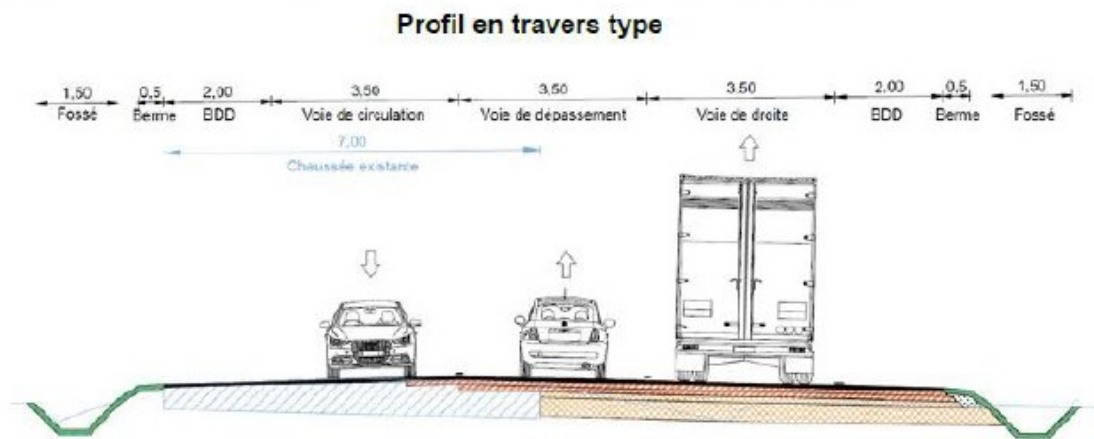 Profil en travers type
1,50 0,5 2,00 3,50 3,50 3,50 2,00 0,5 1,50
Fossé Berme BDD Voie de circulation Voie de dépassement Voie de droite BDD Berme Fossé
7,00
Chaussée existante